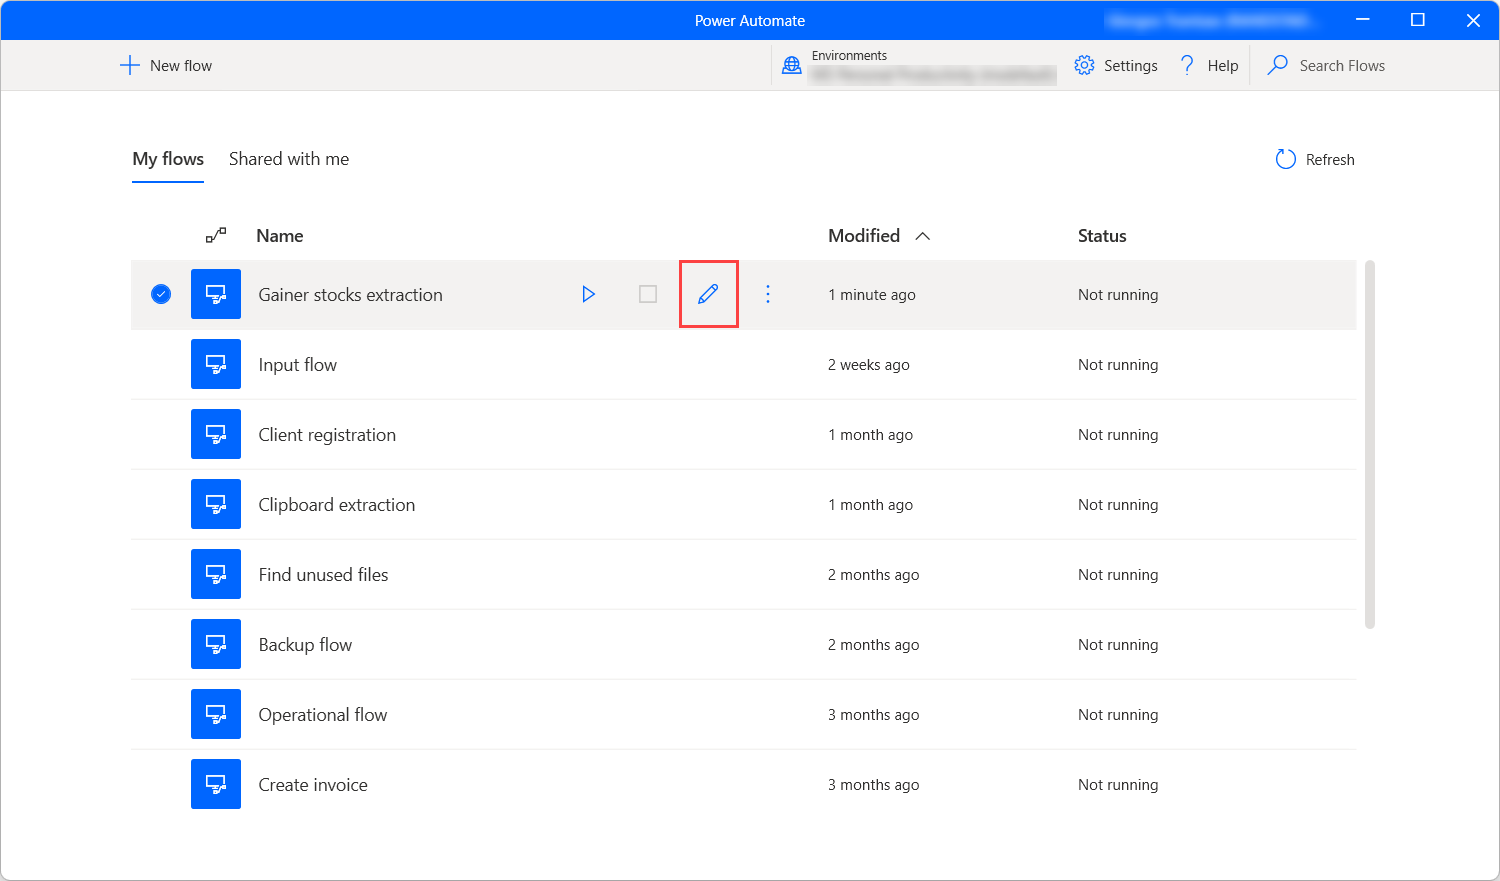 Power Automate
New flow
Environments
Settings
Help
Search Flows
My flows
Shared with me
Refresh
Name
Modified
Status
Gainer stocks extraction
1 minute ago
Not running
Input flow
2 weeks ago
Not running
Client registration
1 month ago
Not running
Clipboard extraction
1 month ago
Not running
Find unused files
2 months ago
Not running
Backup flow
2 months ago
Not running
Operational flow
3 months ago
Not running
Create invoice
3 months ago
Not running